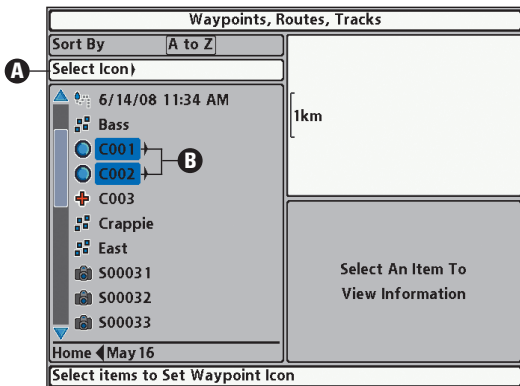 Waypoints, Routes, Tracks
Sort By A to Z
A
Select Icon
6/14/08 11:34 AM
Bass
C001
B
C002
C003
Crappie
East
S00031
S00032
S00033
Home May 16
1km
Select An Item To
View Information
Select items to Set Waypoint Icon